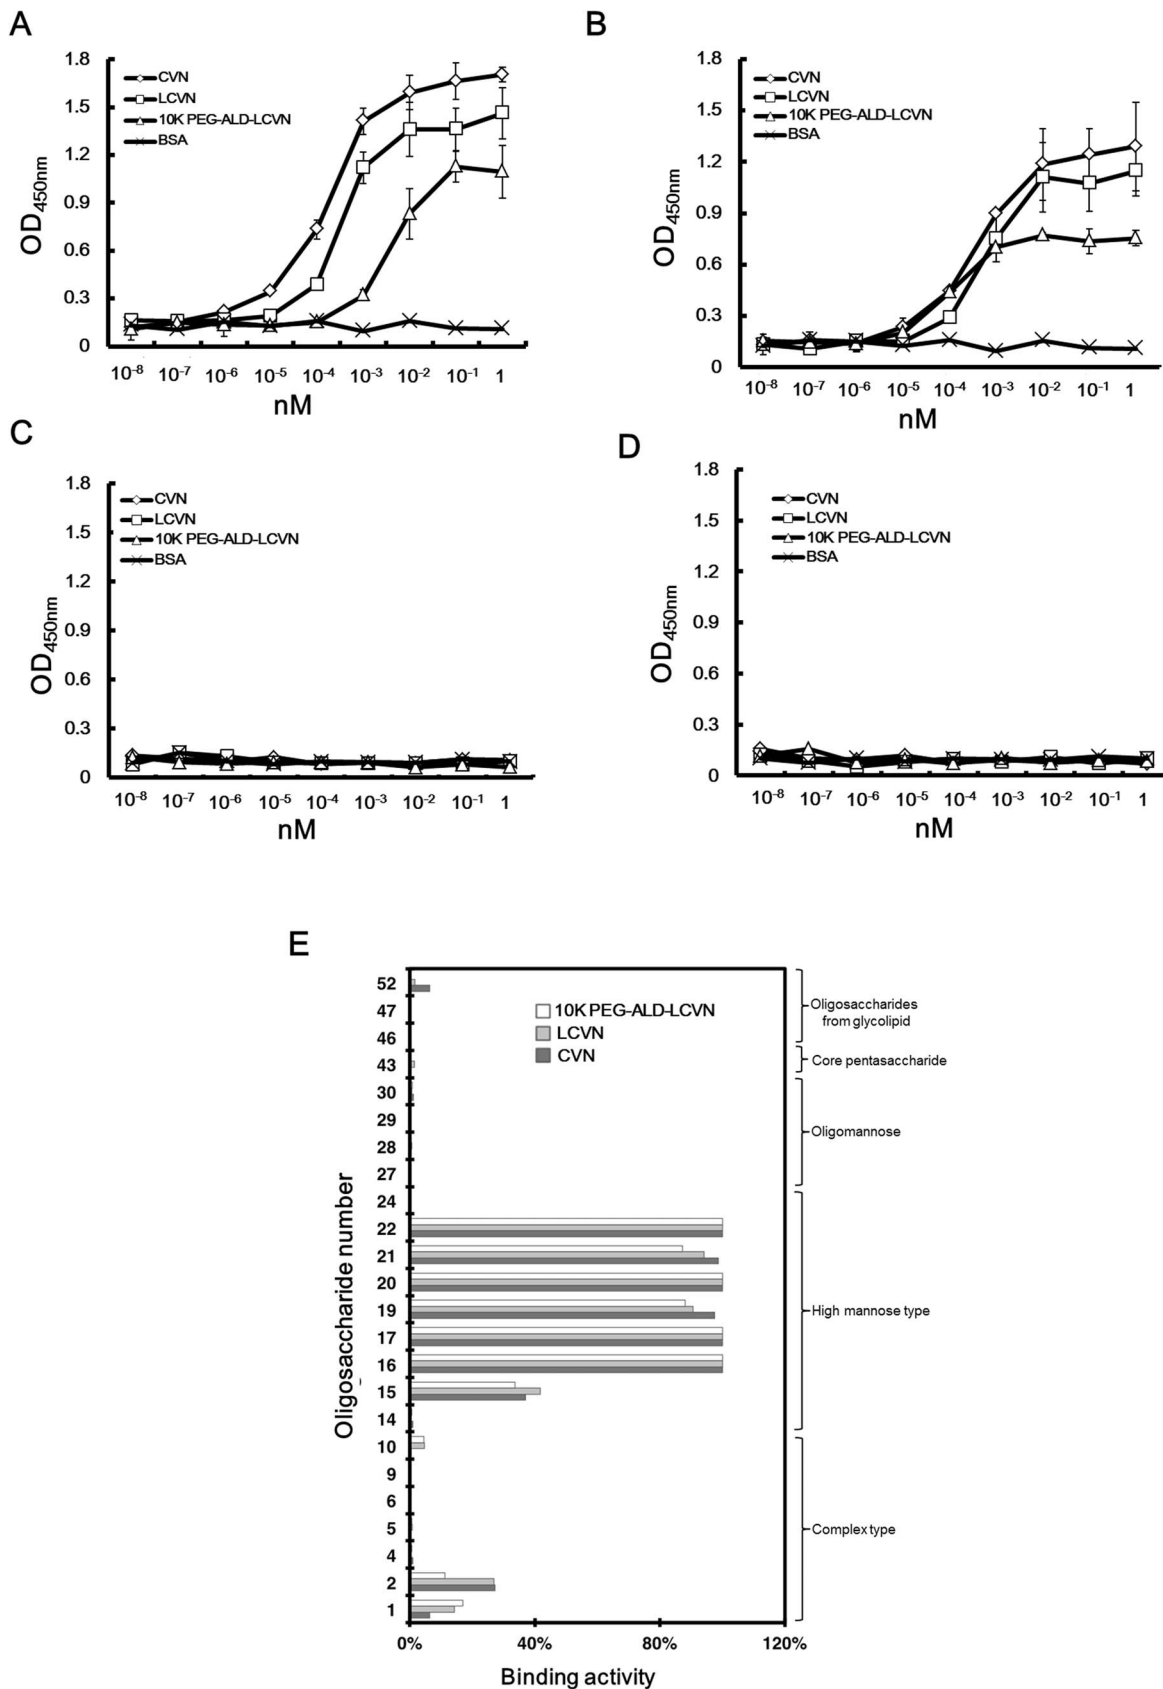 A
1.8
1.5
1.2
0.9
0.6
0.3
0
OD450nm
CVN
LCVN
10K PEG-ALD-LCVN
BSA
10⁻⁸ 10⁻⁷ 10⁻⁶ 10⁻⁵ 10⁻⁴ 10⁻³ 10⁻² 10⁻¹ 1
nM
B
1.8
1.5
1.2
0.9
0.6
0.3
0
OD450nm
CVN
LCVN
10K PEG-ALD-LCVN
BSA
10⁻⁸ 10⁻⁷ 10⁻⁶ 10⁻⁵ 10⁻⁴ 10⁻³ 10⁻² 10⁻¹ 1
nM
C
1.8
1.5
1.2
0.9
0.6
0.3
0
OD450nm
CVN
LCVN
10K PEG-ALD-LCVN
BSA
10⁻⁸ 10⁻⁷ 10⁻⁶ 10⁻⁵ 10⁻⁴ 10⁻³ 10⁻² 10⁻¹ 1
nM
D
1.8
1.5
1.2
0.9
0.6
0.3
0
OD450nm
CVN
LCVN
10K PEG-ALD-LCVN
BSA
10⁻⁸ 10⁻⁷ 10⁻⁶ 10⁻⁵ 10⁻⁴ 10⁻³ 10⁻² 10⁻¹ 1
nM
E
Oligosaccharide number
52
47
46
43
30
29
28
27
24
22
21
20
19
17
16
15
14
10
9
6
5
4
2
1
10K PEG-ALD-LCVN
LCVN
CVN
Oligosaccharides
from glycolipid
Core pentasaccharide
Oligomannose
High mannose type
Complex type
0% 40% 80% 120%
Binding activity